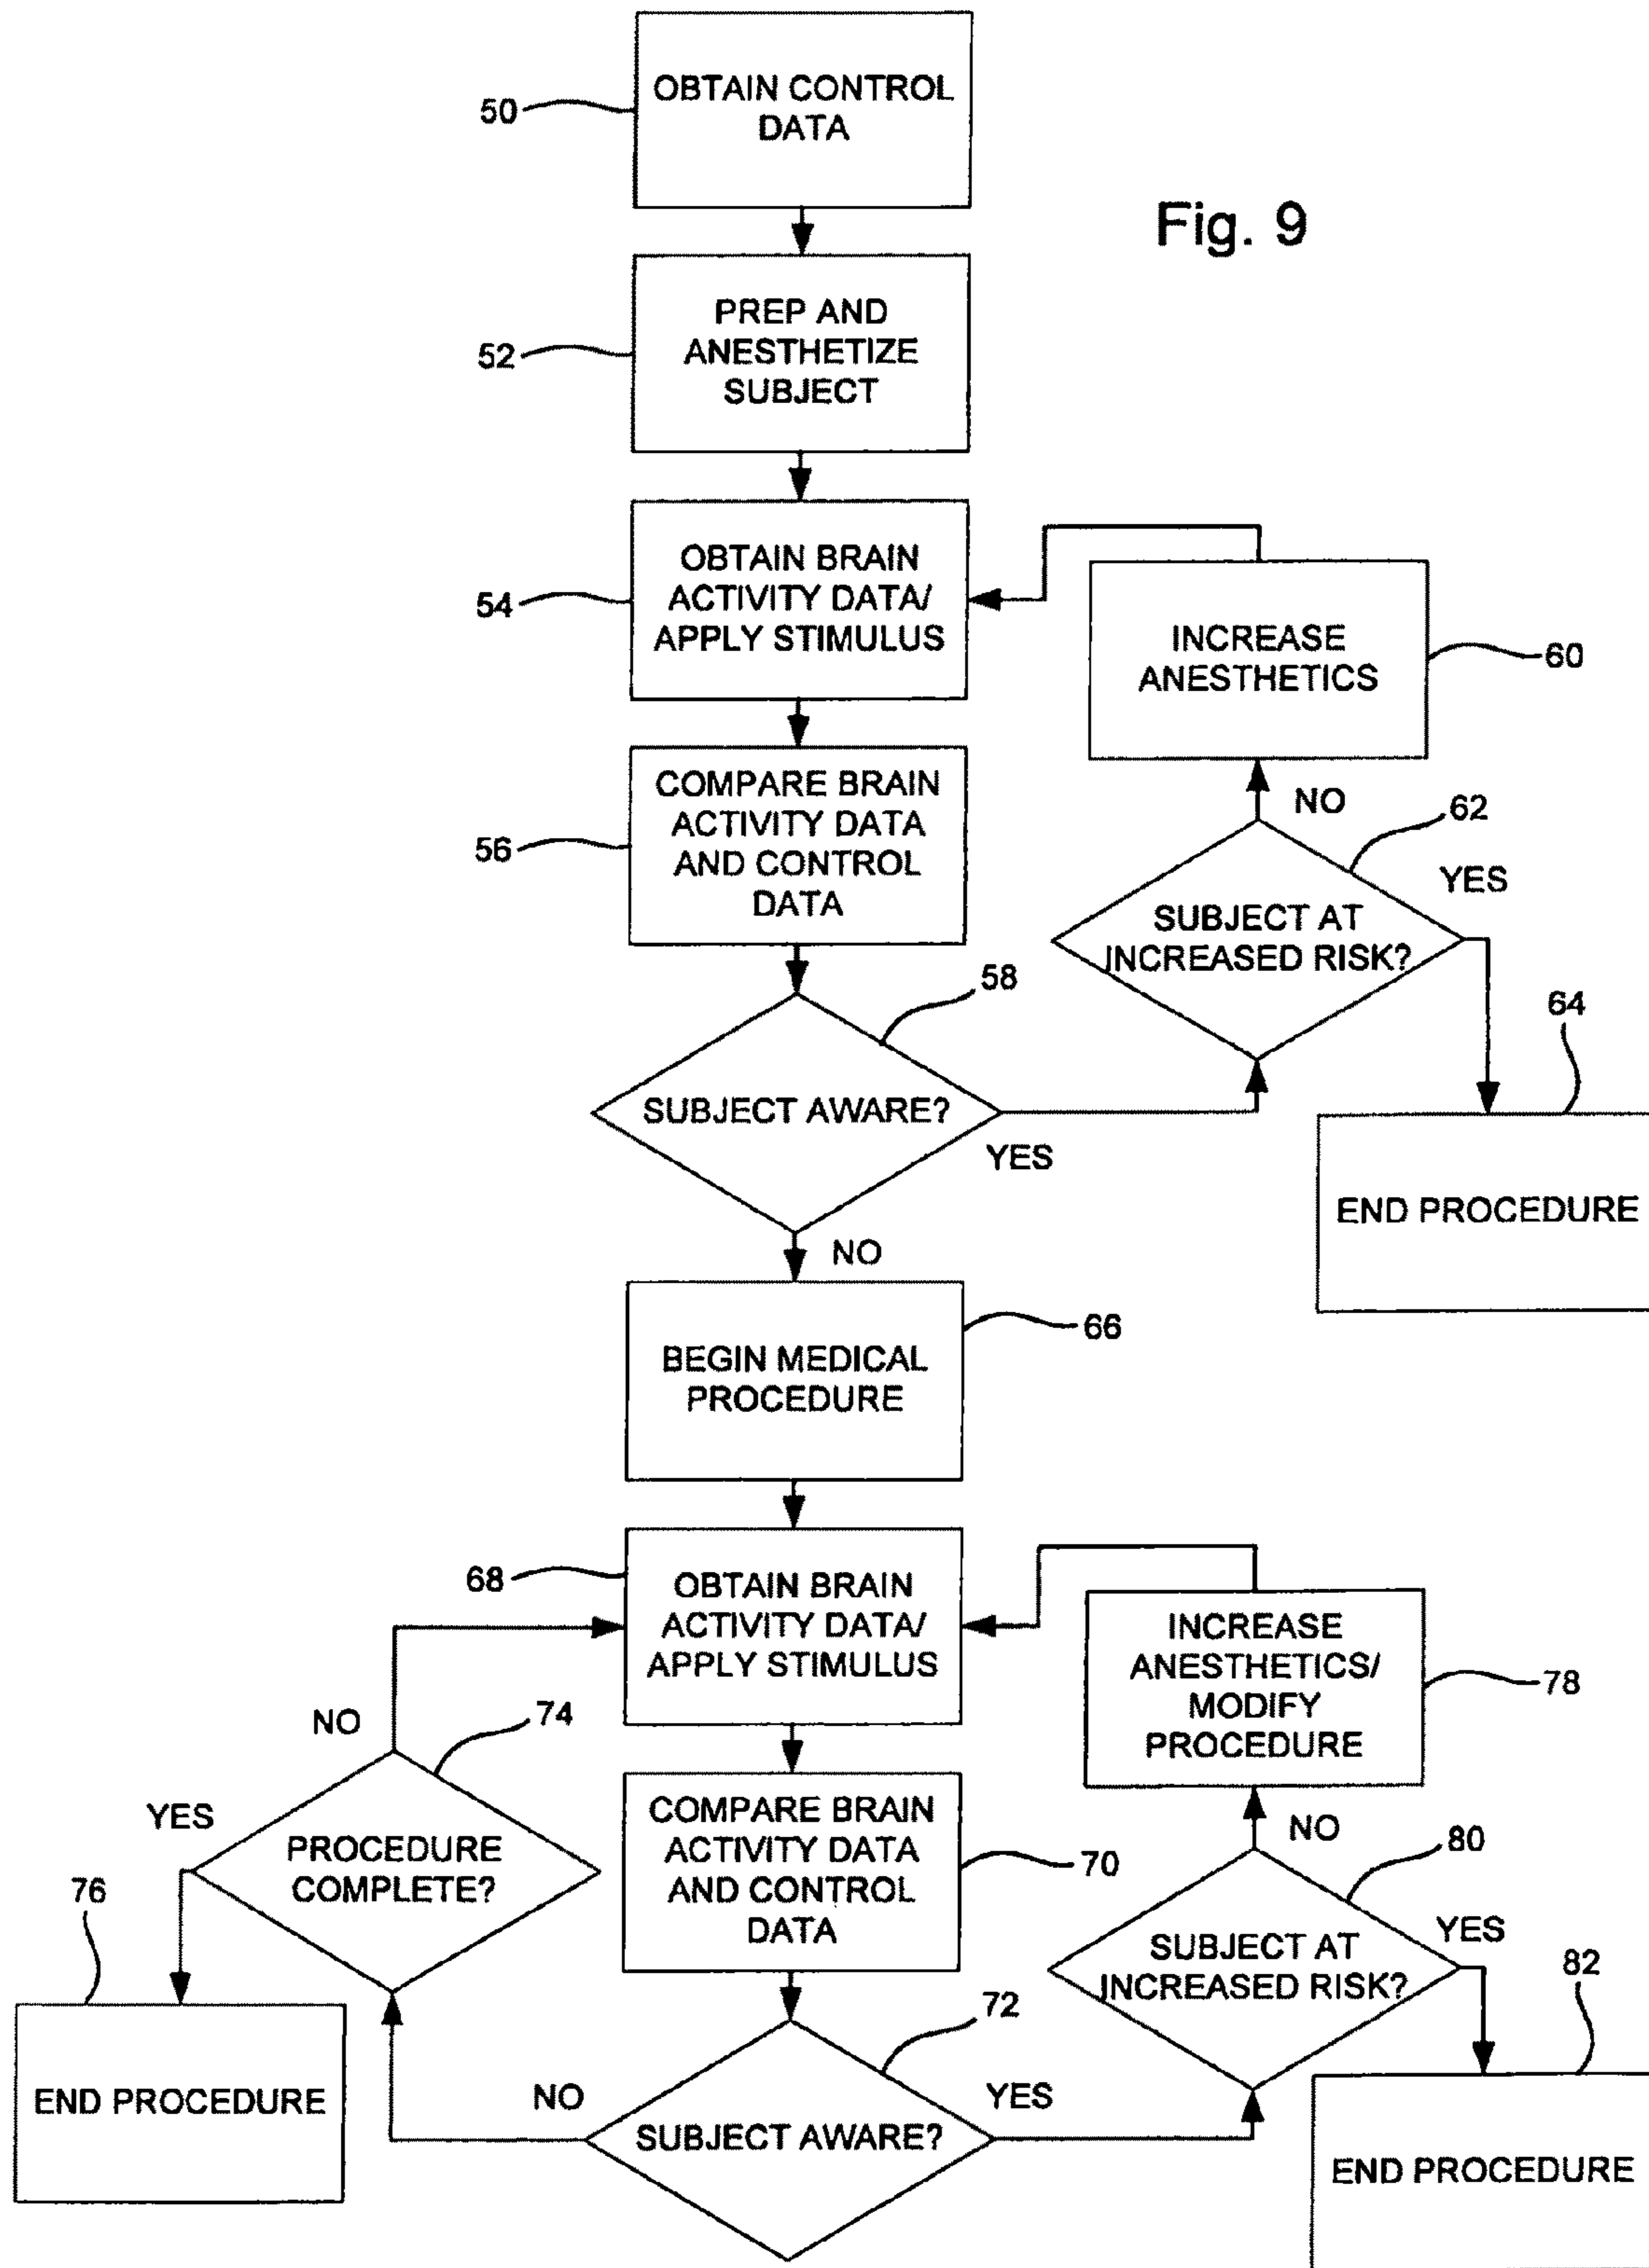 OBTAIN CONTROL
DATA
50
Fig. 9
PREP AND
ANESTHETIZE
SUBJECT
52
OBTAIN BRAIN
ACTIVITY DATA/
APPLY STIMULUS
54
INCREASE
ANESTHETICS
60
COMPARE BRAIN
ACTIVITY DATA
AND CONTROL
DATA
56
NO
62
YES
SUBJECT AT
INCREASED RISK?
58
64
SUBJECT AWARE?
YES
END PROCEDURE
NO
66
BEGIN MEDICAL
PROCEDURE
68
OBTAIN BRAIN
ACTIVITY DATA/
APPLY STIMULUS
INCREASE
ANESTHETICS/
MODIFY
PROCEDURE
78
NO
74
YES
PROCEDURE
COMPLETE?
COMPARE BRAIN
ACTIVITY DATA
AND CONTROL
DATA
70
NO
80
YES
SUBJECT AT
INCREASED RISK?
76
82
72
END PROCEDURE
NO
SUBJECT AWARE?
YES
END PROCEDURE